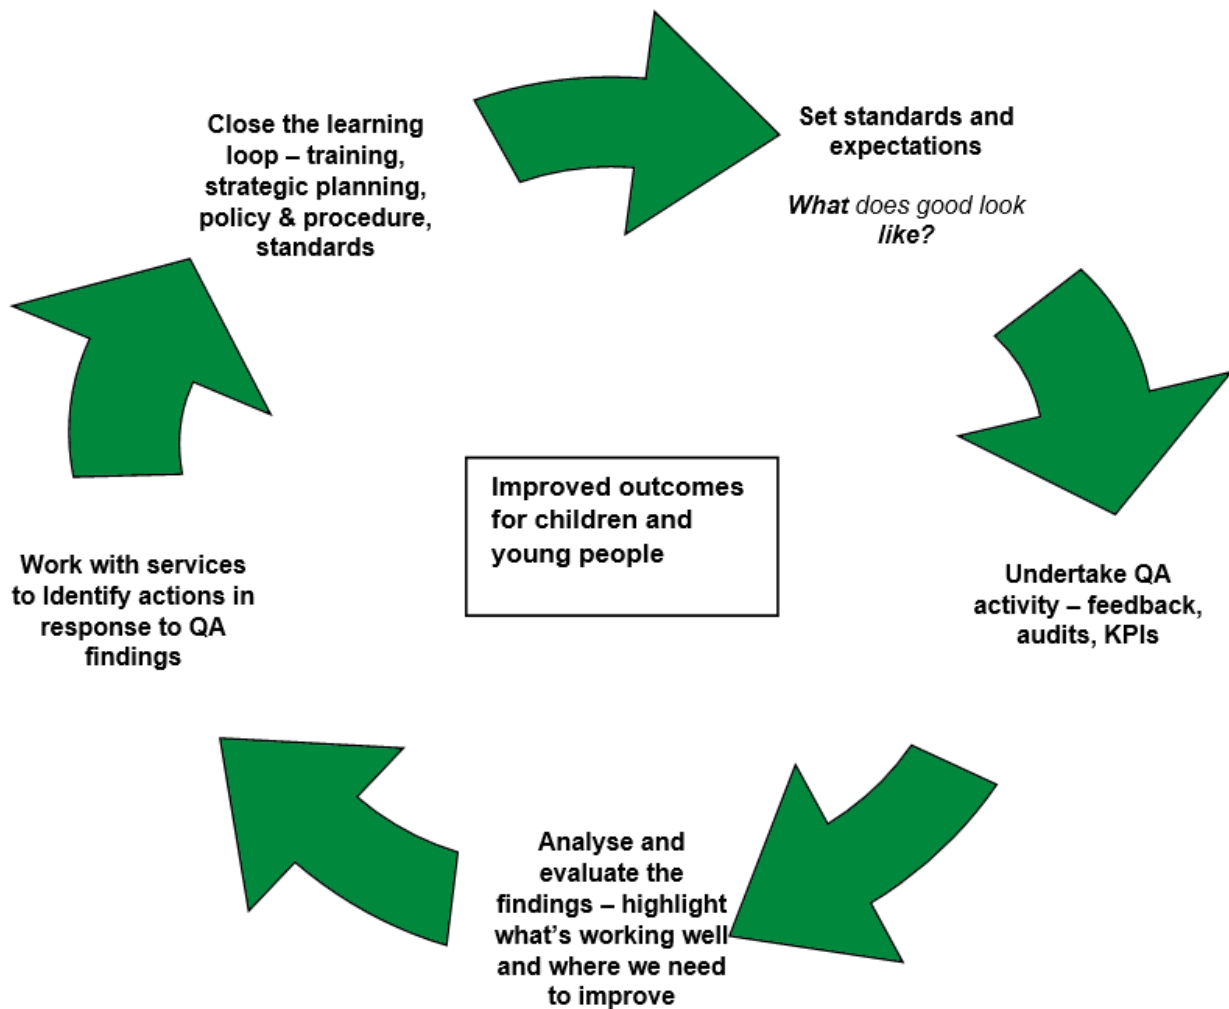 Close the learning
loop – training,
strategic planning,
policy & procedure,
standards
Set standards and
expectations
What does good look
like?
Undertake QA
activity – feedback,
audits, KPIs
Analyse and
evaluate the
findings – highlight
what's working well
and where we need
to improve
Work with services
to Identify actions in
response to QA
findings
Improved outcomes
for children and
young people